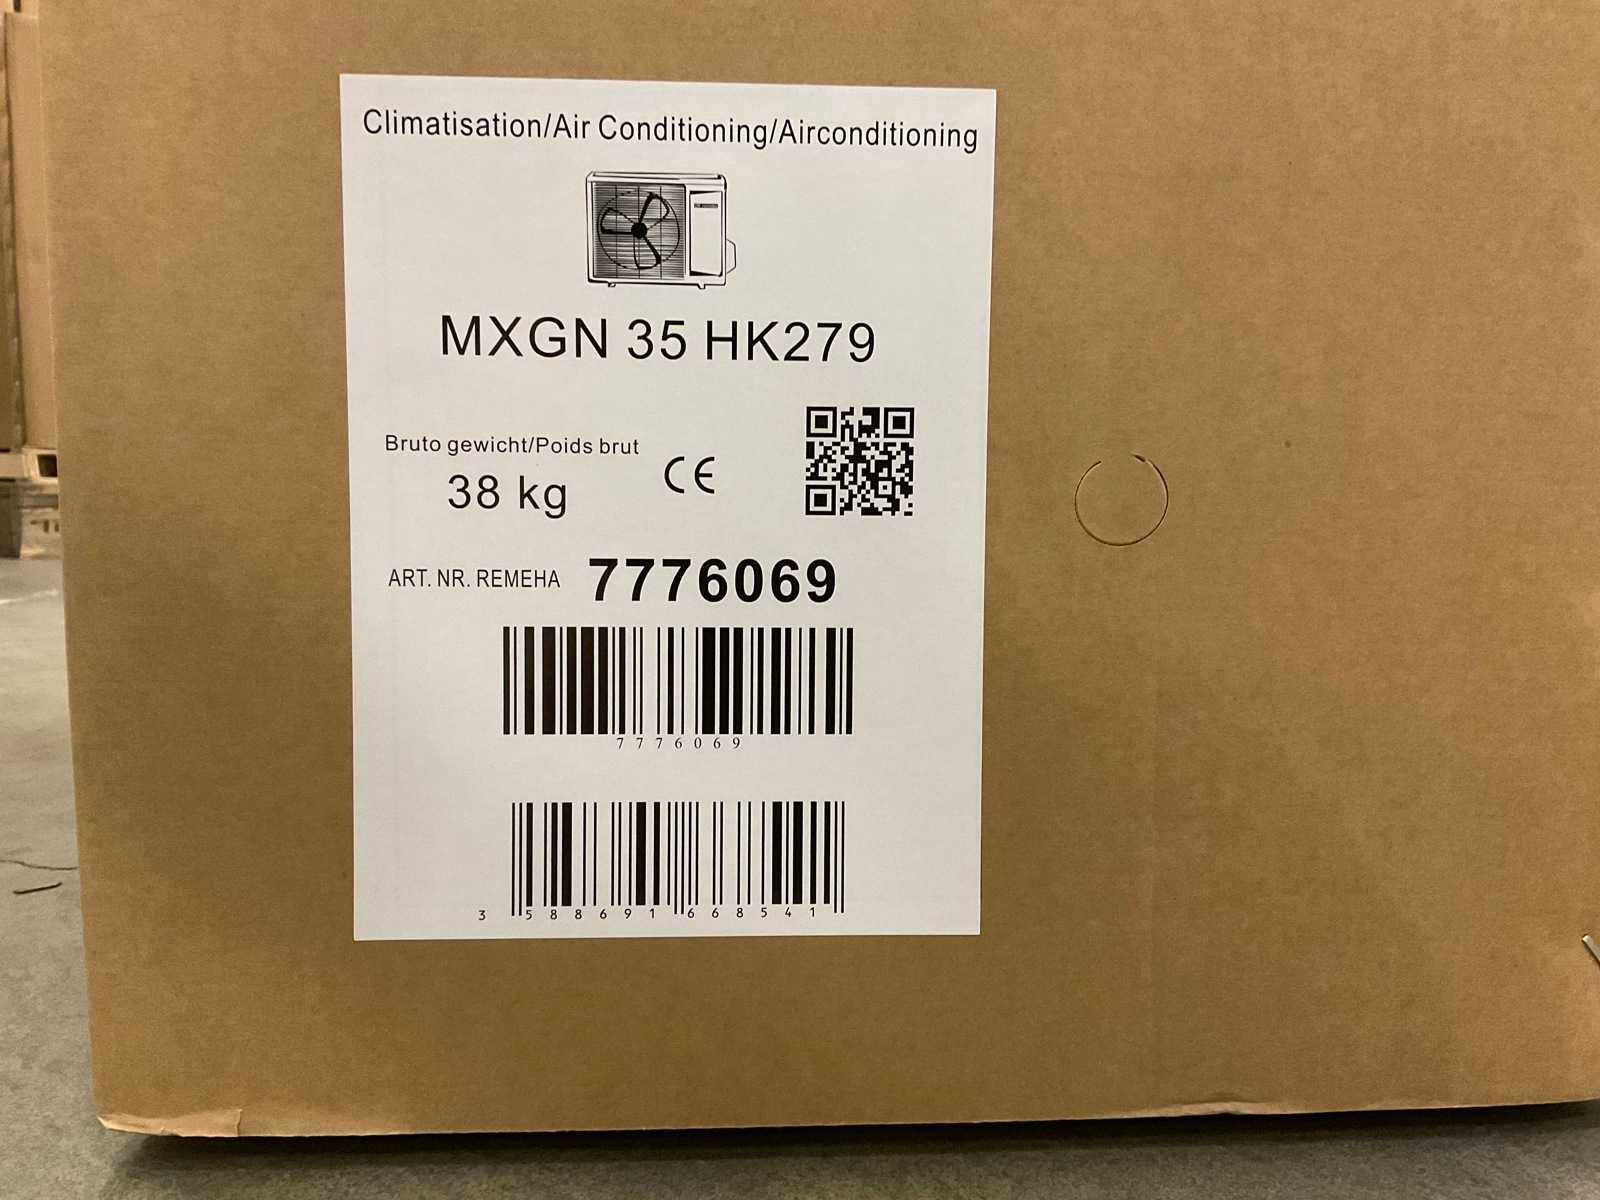 Climatisation/Air Conditioning/Airconditioning
MXGN 35 HK279
Bruto gewicht/Poids brut
38 kg
CE
ART. NR. REMEHA 7776069
7776069
3 588691 668541